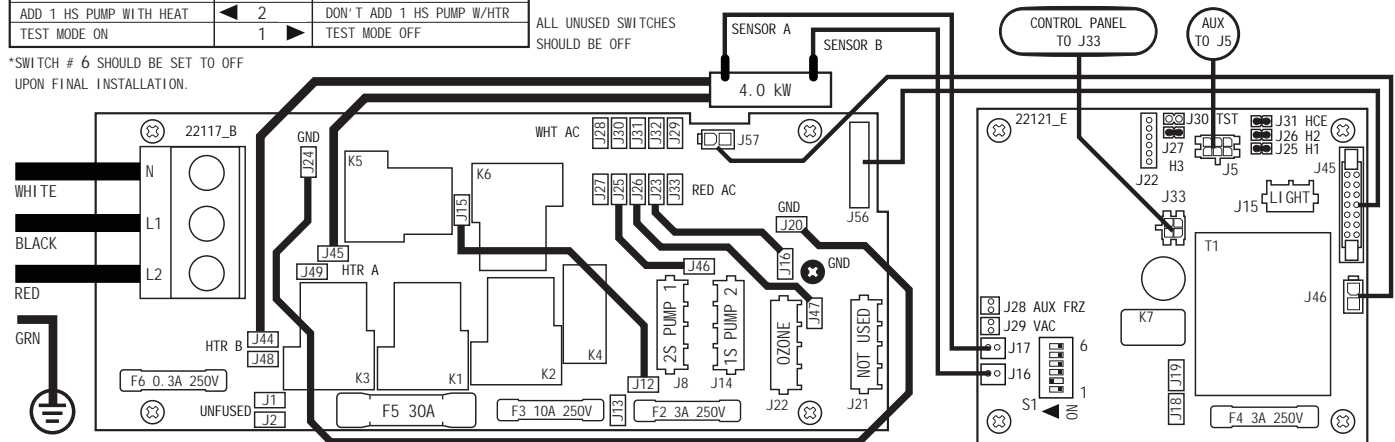 ADD 1 HS PUMP WITH HEAT 2 DON'T ADD 1 HS PUMP W/HTR
TEST MODE ON 1 TEST MODE OFF
*SWITCH # 6 SHOULD BE SET TO OFF
UPON FINAL INSTALLATION.
ALL UNUSED SWITCHES
SHOULD BE OFF
SENSOR A
SENSOR B
4.0 kW
CONTROL PANEL
TO J33
AUX
TO J5
22117_B
GND
J24
N
L1
L2
WHITE
BLACK
RED
GRN
K5
K6
J15
J45
J49
HTR A
J44
HTR B
J48
K3
K1
K2
K4
F6 0.3A 250V
UNFUSED
J1
J2
F5 30A
F3 10A 250V
J13
F2 3A 250V
J12
WHT AC
J28
J30
J31
J32
J29
J57
J27
J25
J26
J23
J33
RED AC
J56
GND
J20
J16
GND
J46
J47
2S PUMP 1
J8
1S PUMP 2
J14
OZONE
J22
NOT USED
J21
22121_E
J22
J30 TST
J27
H3
J5
J31 HCE
J26 H2
J25 H1
J45
J33
J15
LIGHT
T1
K7
J46
J28 AUX FRZ
J29 VAC
J17
J16
6
1
S1
ON
J19
J18
F4 3A 250V